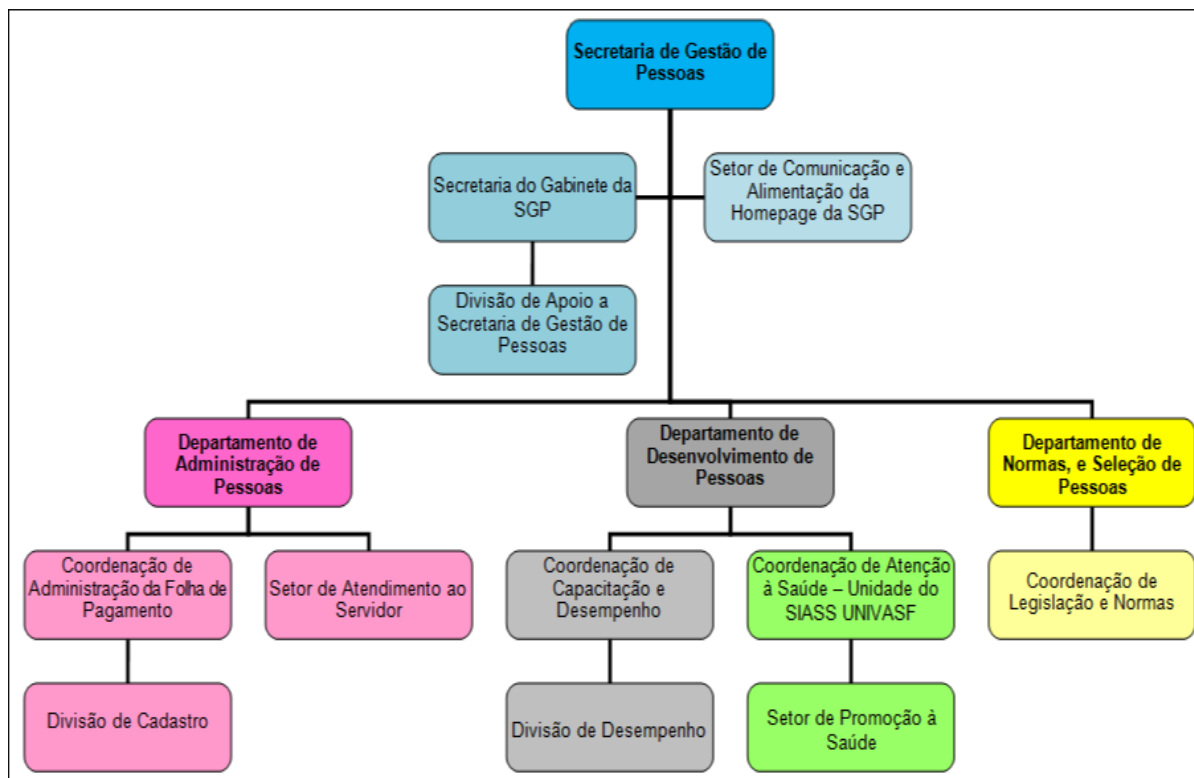 Secretaria de Gestão de
Pessoas
Secretaria do Gabinete da
SGP
Setor de Comunicação e
Alimentação da
Homepage da SGP
Divisão de Apoio a
Secretaria de Gestão de
Pessoas
Departamento de
Administração de
Pessoas
Departamento de
Desenvolvimento de
Pessoas
Departamento de
Normas, e Seleção de
Pessoas
Coordenação de
Administração da Folha de
Pagamento
Setor de Atendimento ao
Servidor
Coordenação de
Capacitação e
Desempenho
Coordenação de Atenção
à Saúde – Unidade do
SIASS UNIVASF
Coordenação de
Legislação e Normas
Divisão de Cadastro
Divisão de Desempenho
Setor de Promoção à
Saúde